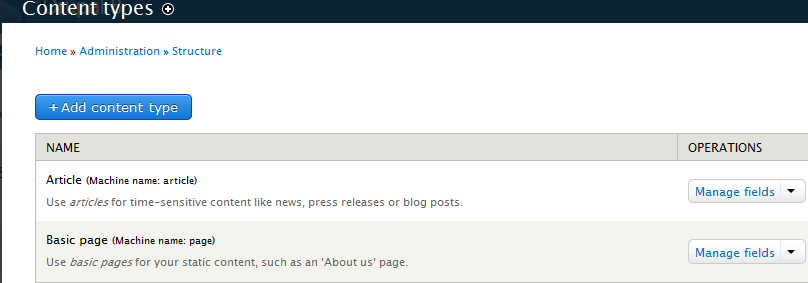 Content types
Home » Administration » Structure
+ Add content type
NAME OPERATIONS
Article (Machine name: article)
Use articles for time-sensitive content like news, press releases or blog posts.
Manage fields
Basic page (Machine name: page)
Use basic pages for your static content, such as an 'About us' page.
Manage fields